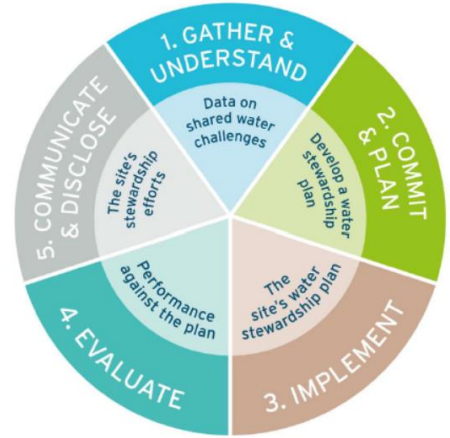 1. GATHER &
UNDERSTAND
Data on
shared water
challenges
2. COMMIT
& PLAN
Develop a water
stewardship
plan
3. IMPLEMENT
The
site's water
stewardship plan
4. EVALUATE
Performance
against the plan
5. COMMUNICATE
& DISCLOSE
The site's
stewardship
efforts